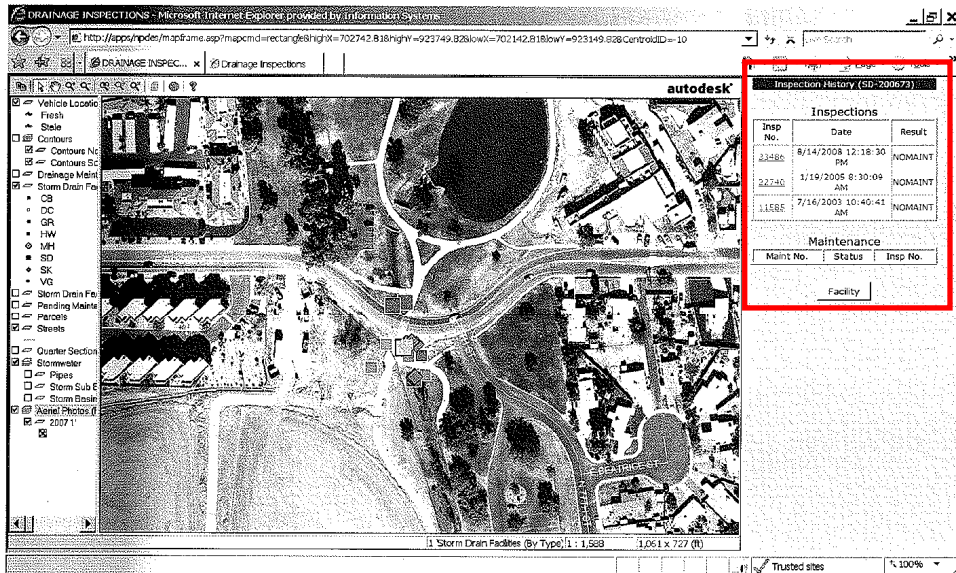 DRAINAGE INSPECTIONS - Microsoft Internet Explorer provided by Information Systems
http://apps/npdes/mapframe.asp?mapcmd=rectangle&highX=702742.818highY=923749.828lowX=702142.818lowY=923149.828CentroidID=-10
Live Search
DRAINAGE INSPEC... x Drainage Inspections
Page Tools
autodesk
Vehicle Locatio
Fresh
Stale
Contours
Contours No
Contours Sc
Drainage Maint
Storm Drain Fa
CB
DC
GR
HW
MH
SD
SK
VG
Storm Drain Fa
Pending Mainte
Parcels
Streets
Quarter Section
Stormwater
Pipes
Storm Sub B
Storm Basin
Aerial Photos (f
2007 1'
BEATRICE CT
Inspection History (SD-200673)
Inspections
Insp No. Date Result
23486 8/14/2008 12:18:30 PM NOMAINT
22740 1/19/2005 8:30:09 AM NOMAINT
11585 7/16/2003 10:40:41 AM NOMAINT
Maintenance
Maint No. Status Insp No.
Facility
1 Storm Drain Facilities (By Type) 1 : 1,588 1,061 x 727 (ft)
Trusted sites 100%